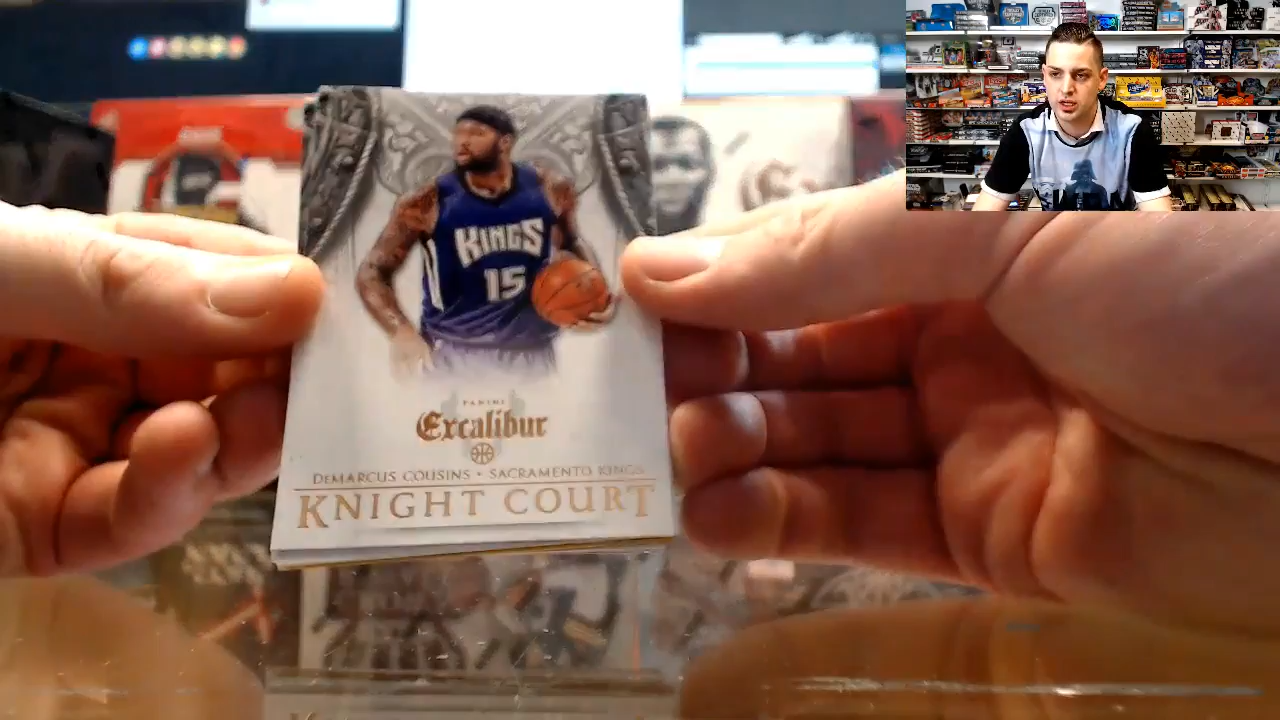 KINGS
15
PANINI
Excalibur
DEMARCUS COUSINS • SACRAMENTO KINGS
KNIGHT COURT